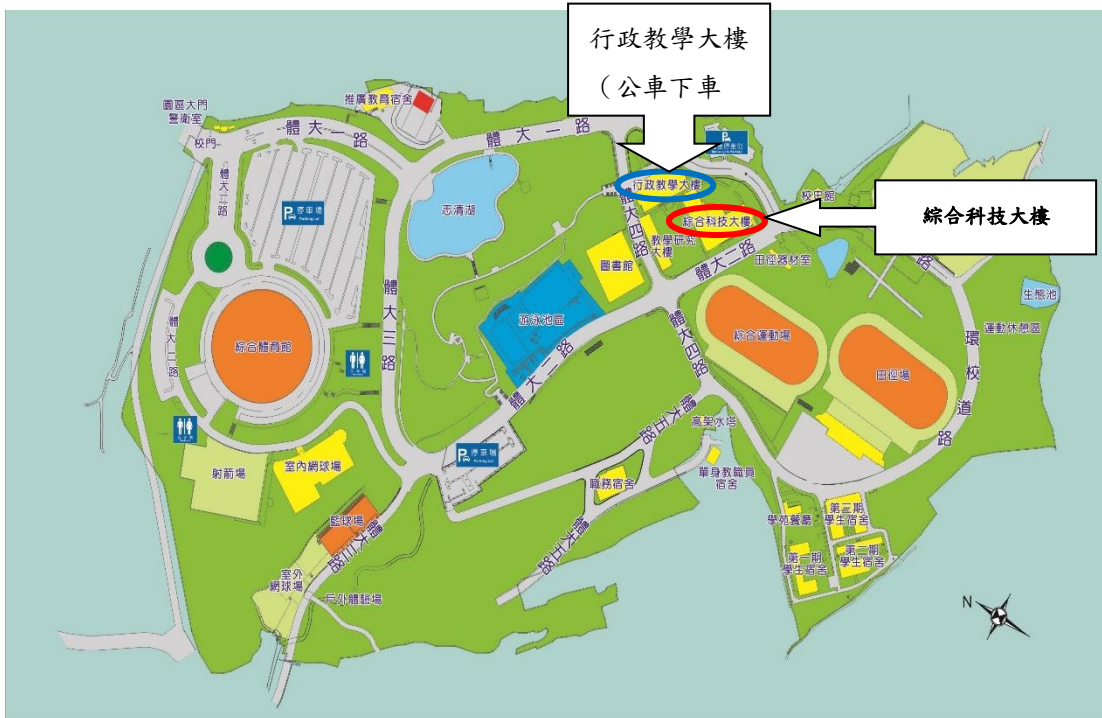 行政教學大樓
（公車下車
綜合科技大樓
推廣教育宿舍
園區大門
警衛室
校門
體大一路
體大一路
體大二路
P 停車場
Parking Lot
志清湖
行政教學大樓
綜合科技大樓
體大四路
教學研究
大樓
圖書館
體大二路
田徑器材室
校史館
生態池
運動休憩區
環校道路
游泳池區
綜合運動場
田徑場
體大三路
綜合體育館
體大二路
體大二路
體大四路
體大五路
高架水塔
單身教職員
宿舍
P 停車場
Parking Lot
職務宿舍
體大五路
射箭場
室內網球場
籃球場
體大三路
室外
網球場
戶外體驗場
學苑餐廳
第三期
學生宿舍
第一期
學生宿舍
第二期
學生宿舍
N